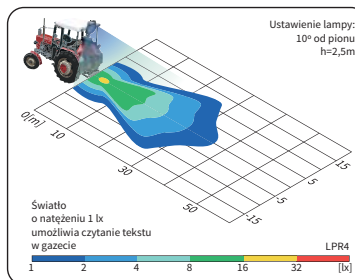 Ustawienie lampy:
10º od pionu
h=2,5m
0[m]
10
30
50
-15
-5
5
15
Światło
o natężeniu 1 lx
umożliwia czytanie tekstu
w gazecie
LPR4
1 2 4 8 16 32 [lx]